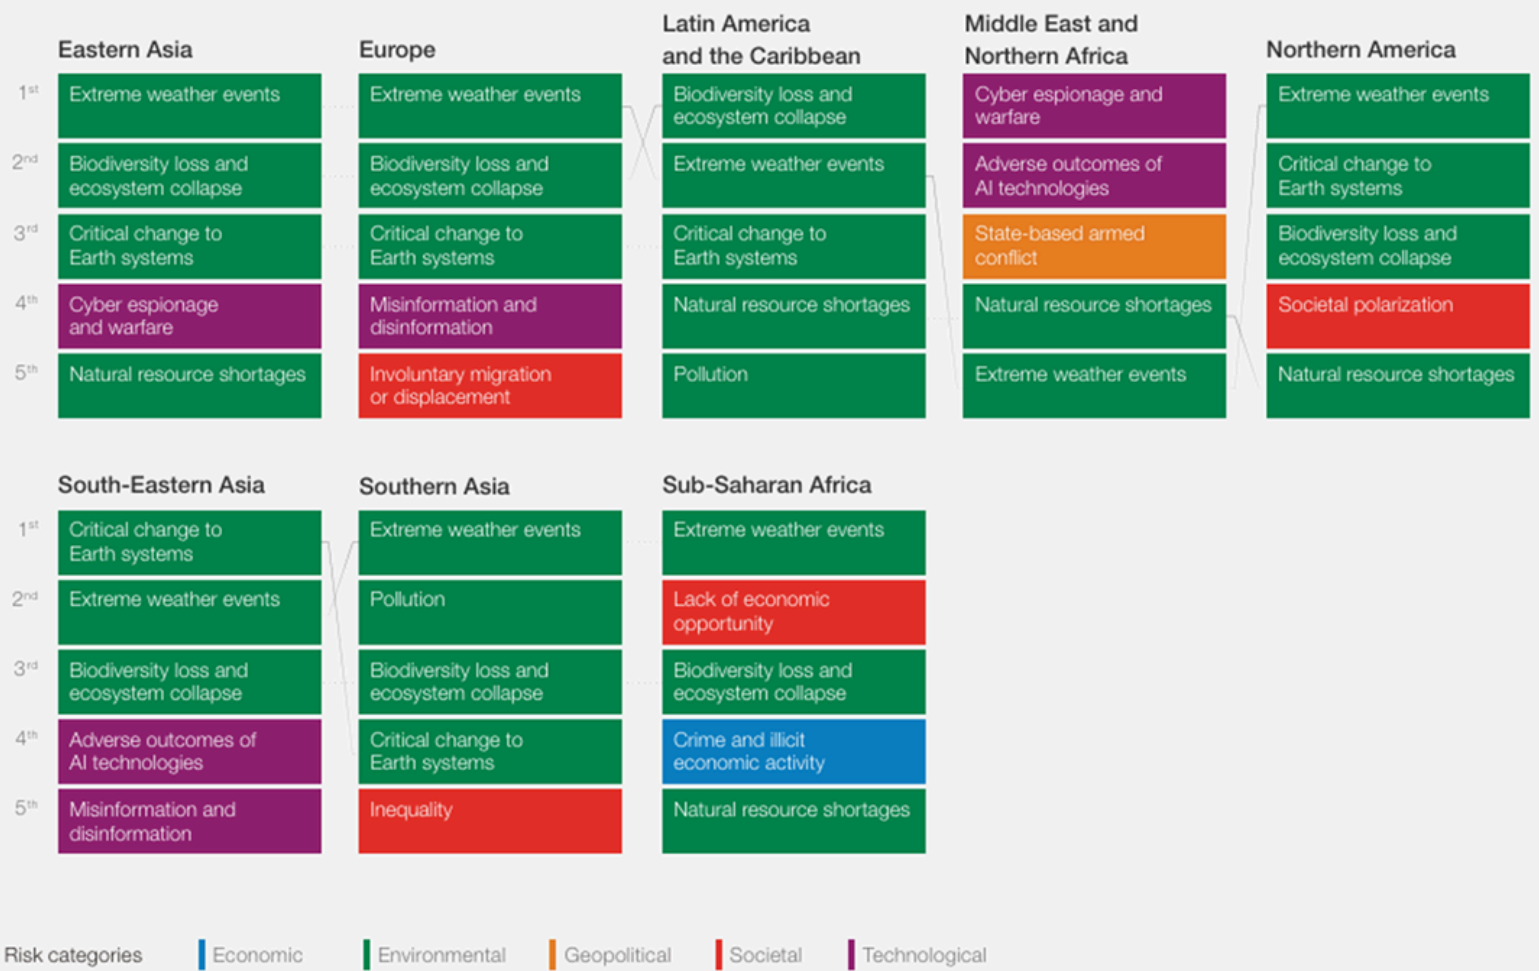 Eastern Asia
Europe
Latin America
and the Caribbean
Middle East and
Northern Africa
Northern America
1st
Extreme weather events
Extreme weather events
Biodiversity loss and
ecosystem collapse
Cyber espionage and
warfare
Extreme weather events
2nd
Biodiversity loss and
ecosystem collapse
Biodiversity loss and
ecosystem collapse
Extreme weather events
Adverse outcomes of
AI technologies
Critical change to
Earth systems
3rd
Critical change to
Earth systems
Critical change to
Earth systems
Critical change to
Earth systems
State-based armed
conflict
Biodiversity loss and
ecosystem collapse
4th
Cyber espionage
and warfare
Misinformation and
disinformation
Natural resource shortages
Natural resource shortages
Societal polarization
5th
Natural resource shortages
Involuntary migration
or displacement
Pollution
Extreme weather events
Natural resource shortages
South-Eastern Asia
Southern Asia
Sub-Saharan Africa
1st
Critical change to
Earth systems
Extreme weather events
Extreme weather events
2nd
Extreme weather events
Pollution
Lack of economic
opportunity
3rd
Biodiversity loss and
ecosystem collapse
Biodiversity loss and
ecosystem collapse
Biodiversity loss and
ecosystem collapse
4th
Adverse outcomes of
AI technologies
Critical change to
Earth systems
Crime and illicit
economic activity
5th
Misinformation and
disinformation
Inequality
Natural resource shortages
Risk categories
Economic
Environmental
Geopolitical
Societal
Technological